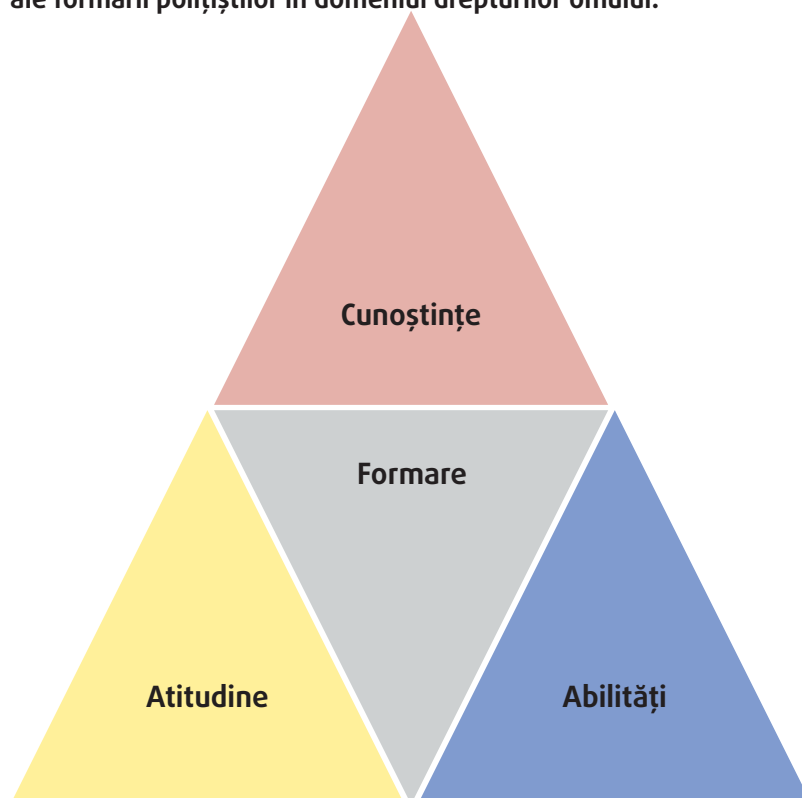 ale formării polițiștilor în domeniul drepturilor omului.
Cunoștințe
Formare
Atitudine
Abilități